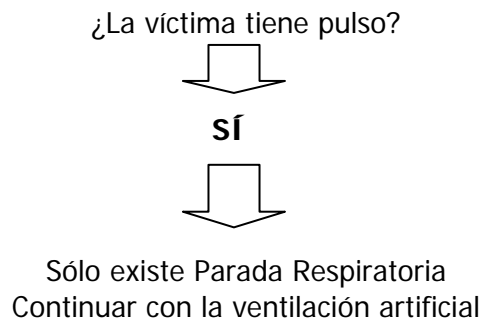 ¿La víctima tiene pulso?
SÍ
Sólo existe Parada Respiratoria
Continuar con la ventilación artificial